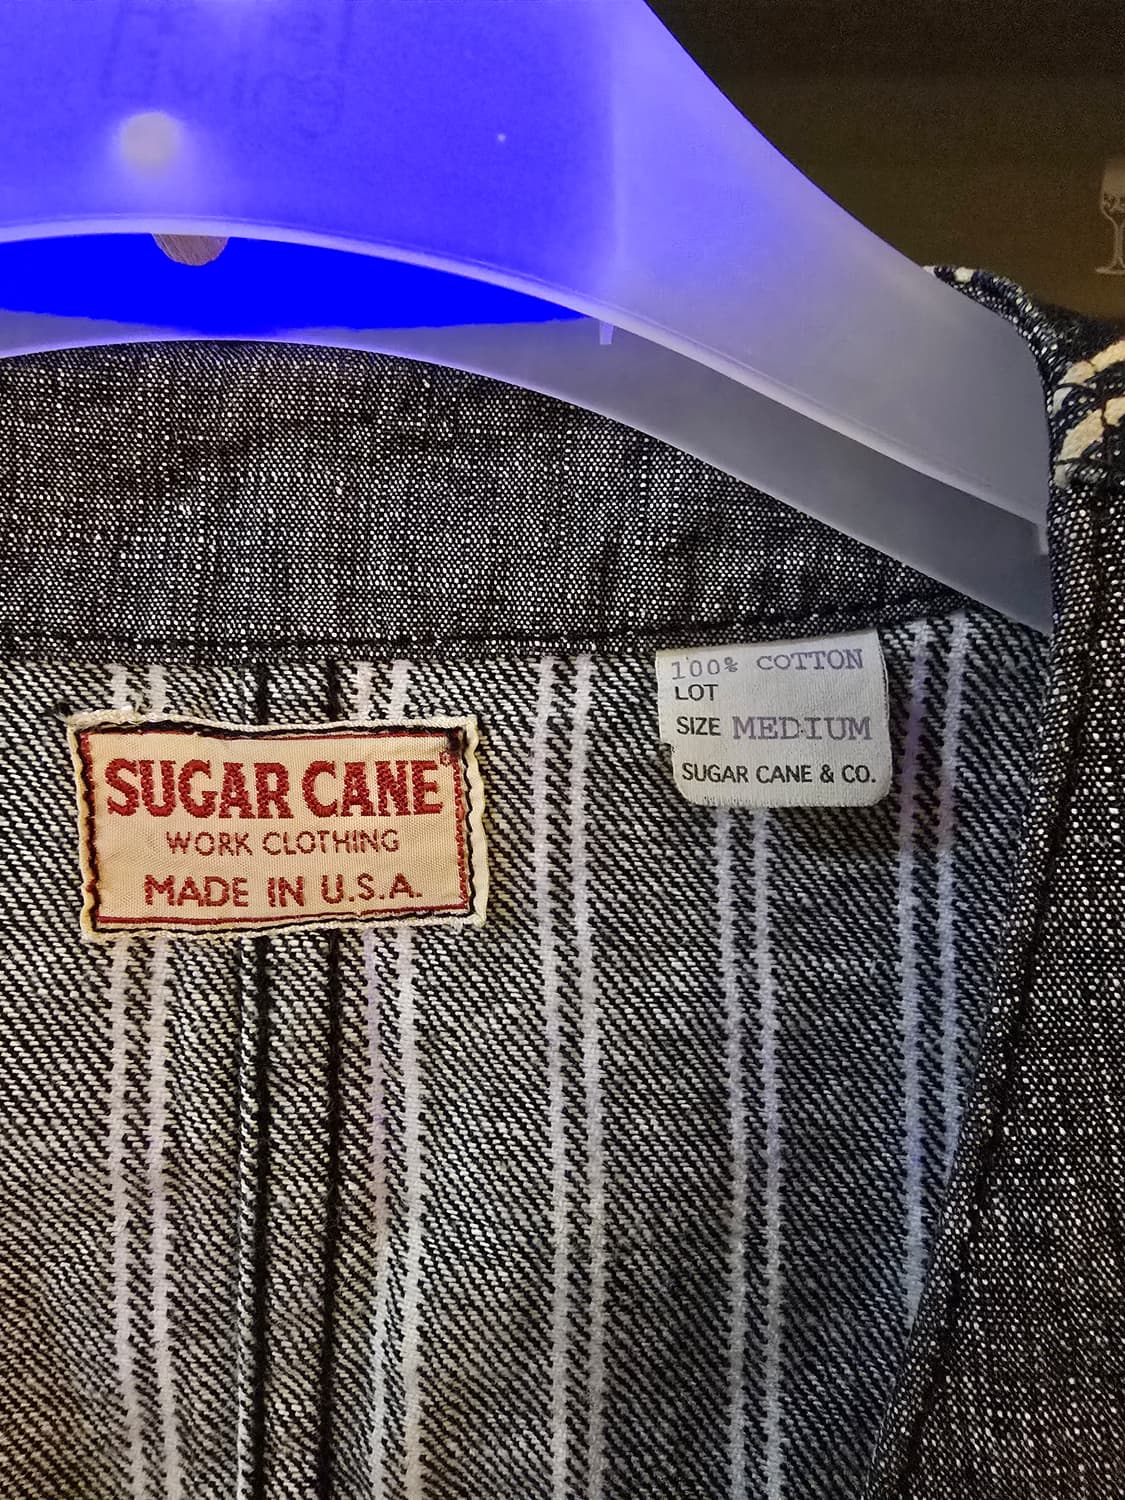 SUGAR CANE®
WORK CLOTHING
MADE IN U.S.A.
100% COTTON
LOT
SIZE MEDIUM
SUGAR CANE & CO.